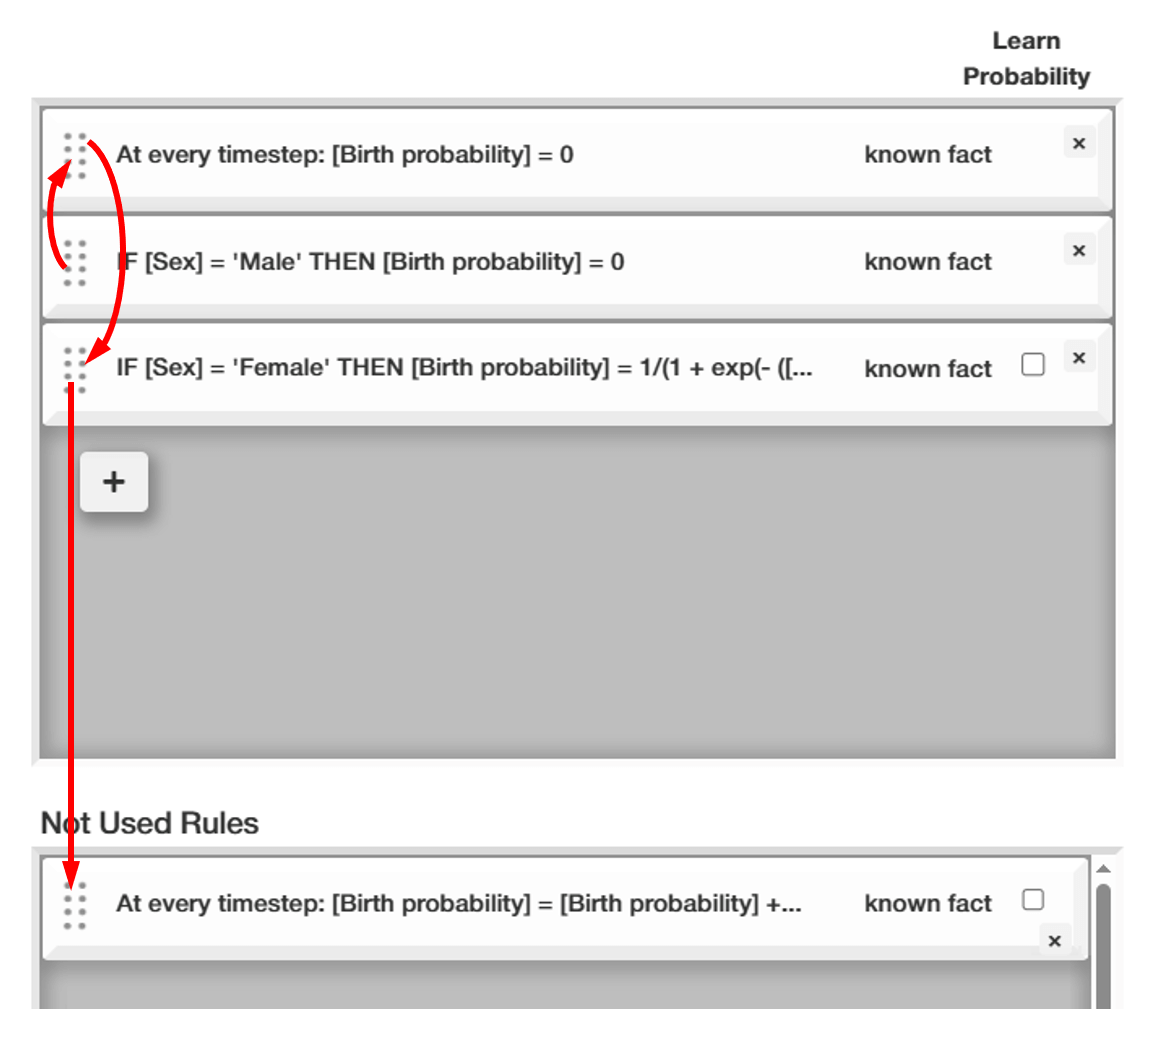 Learn
Probability
At every timestep: [Birth probability] = 0 known fact ×
IF [Sex] = 'Male' THEN [Birth probability] = 0 known fact ×
IF [Sex] = 'Female' THEN [Birth probability] = 1/(1 + exp(- ([... known fact ×
+
Not Used Rules
At every timestep: [Birth probability] = [Birth probability] +... known fact
×